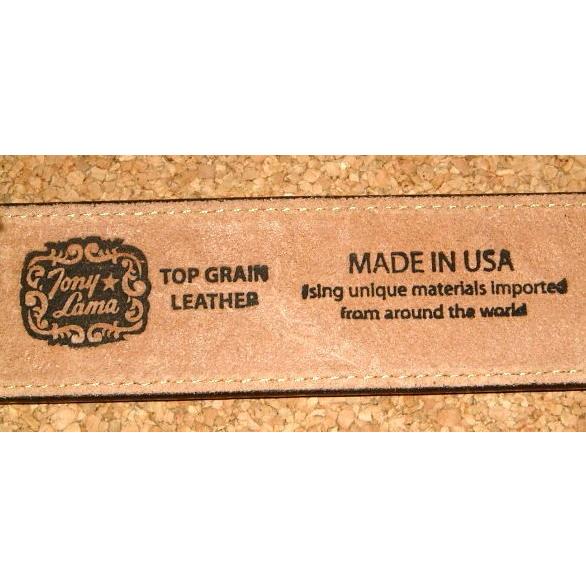 Tony
Lama
TOP GRAIN
LEATHER
MADE IN USA
Using unique materials imported
from around the world